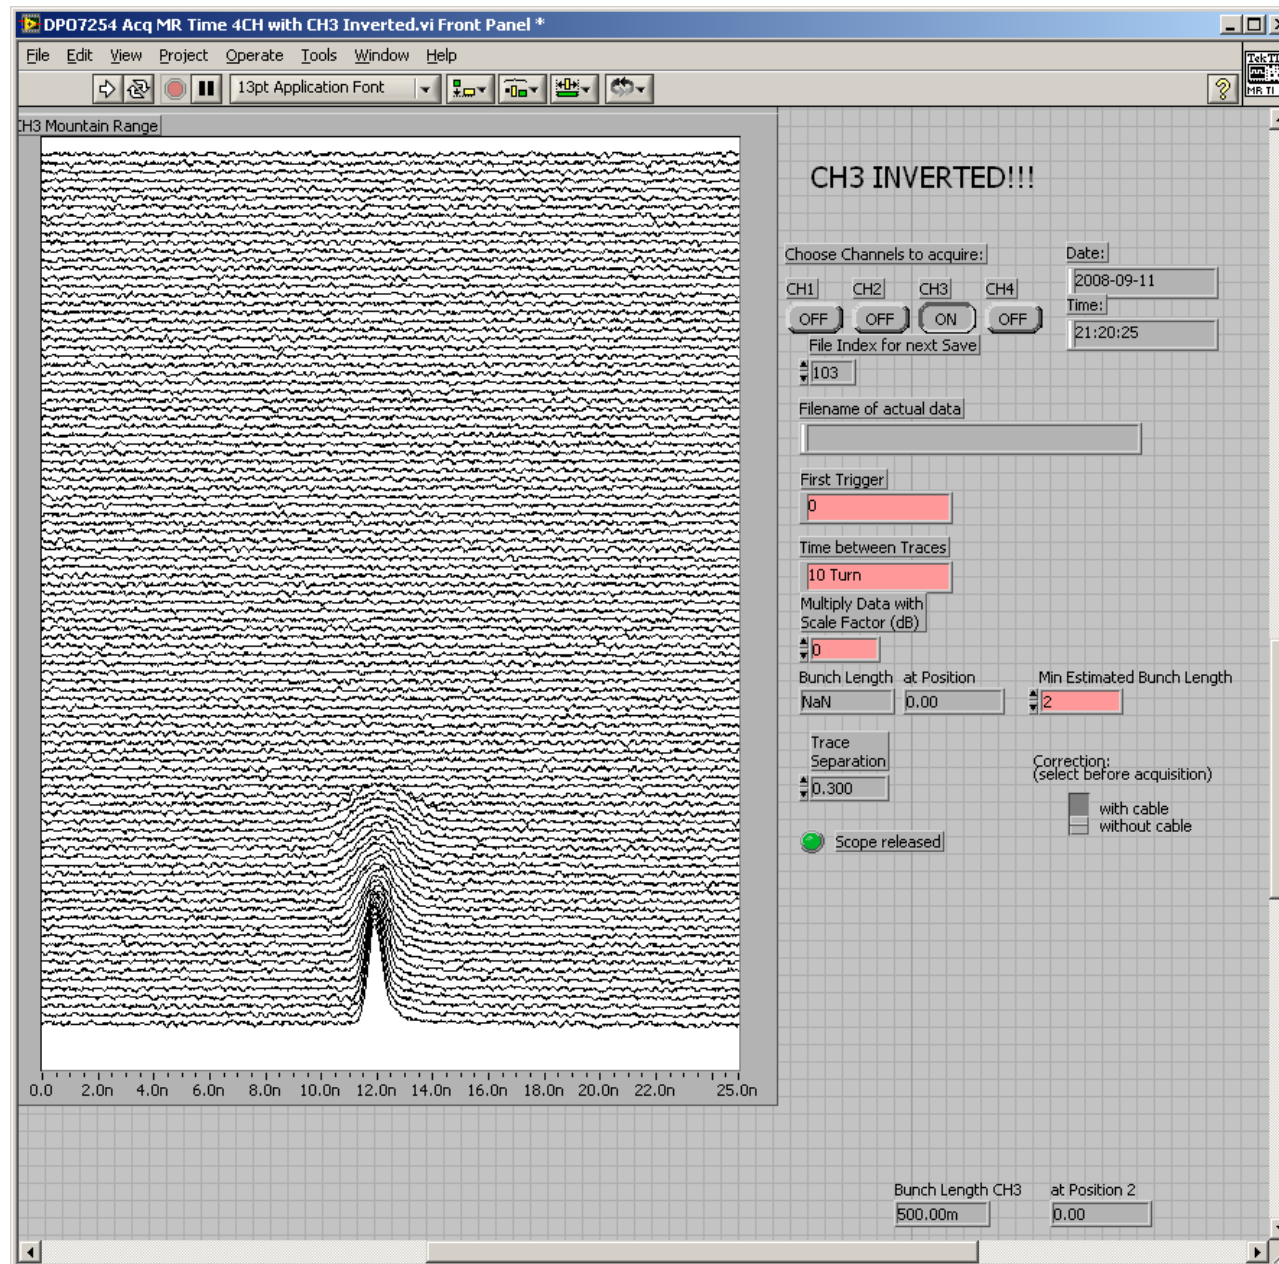 DPO7254 Acq MR Time 4CH with CH3 Inverted.vi Front Panel *
File Edit View Project Operate Tools Window Help
13pt Application Font
MR TI
CH3 Mountain Range
CH3 INVERTED!!!
Choose Channels to acquire:
Date:
CH1 CH2 CH3 CH4
2008-09-11
OFF OFF ON OFF
Time:
21:20:25
File Index for next Save
103
Filename of actual data
First Trigger
0
Time between Traces
10 Turn
Multiply Data with
Scale Factor (dB)
0
Bunch Length at Position Min Estimated Bunch Length
NaN 0.00 2
Trace
Separation
0.300
Correction:
(select before acquisition)
with cable
without cable
Scope released
0.0 2.0n 4.0n 6.0n 8.0n 10.0n 12.0n 14.0n 16.0n 18.0n 20.0n 22.0n 25.0n
Bunch Length CH3 at Position 2
500.00m 0.00